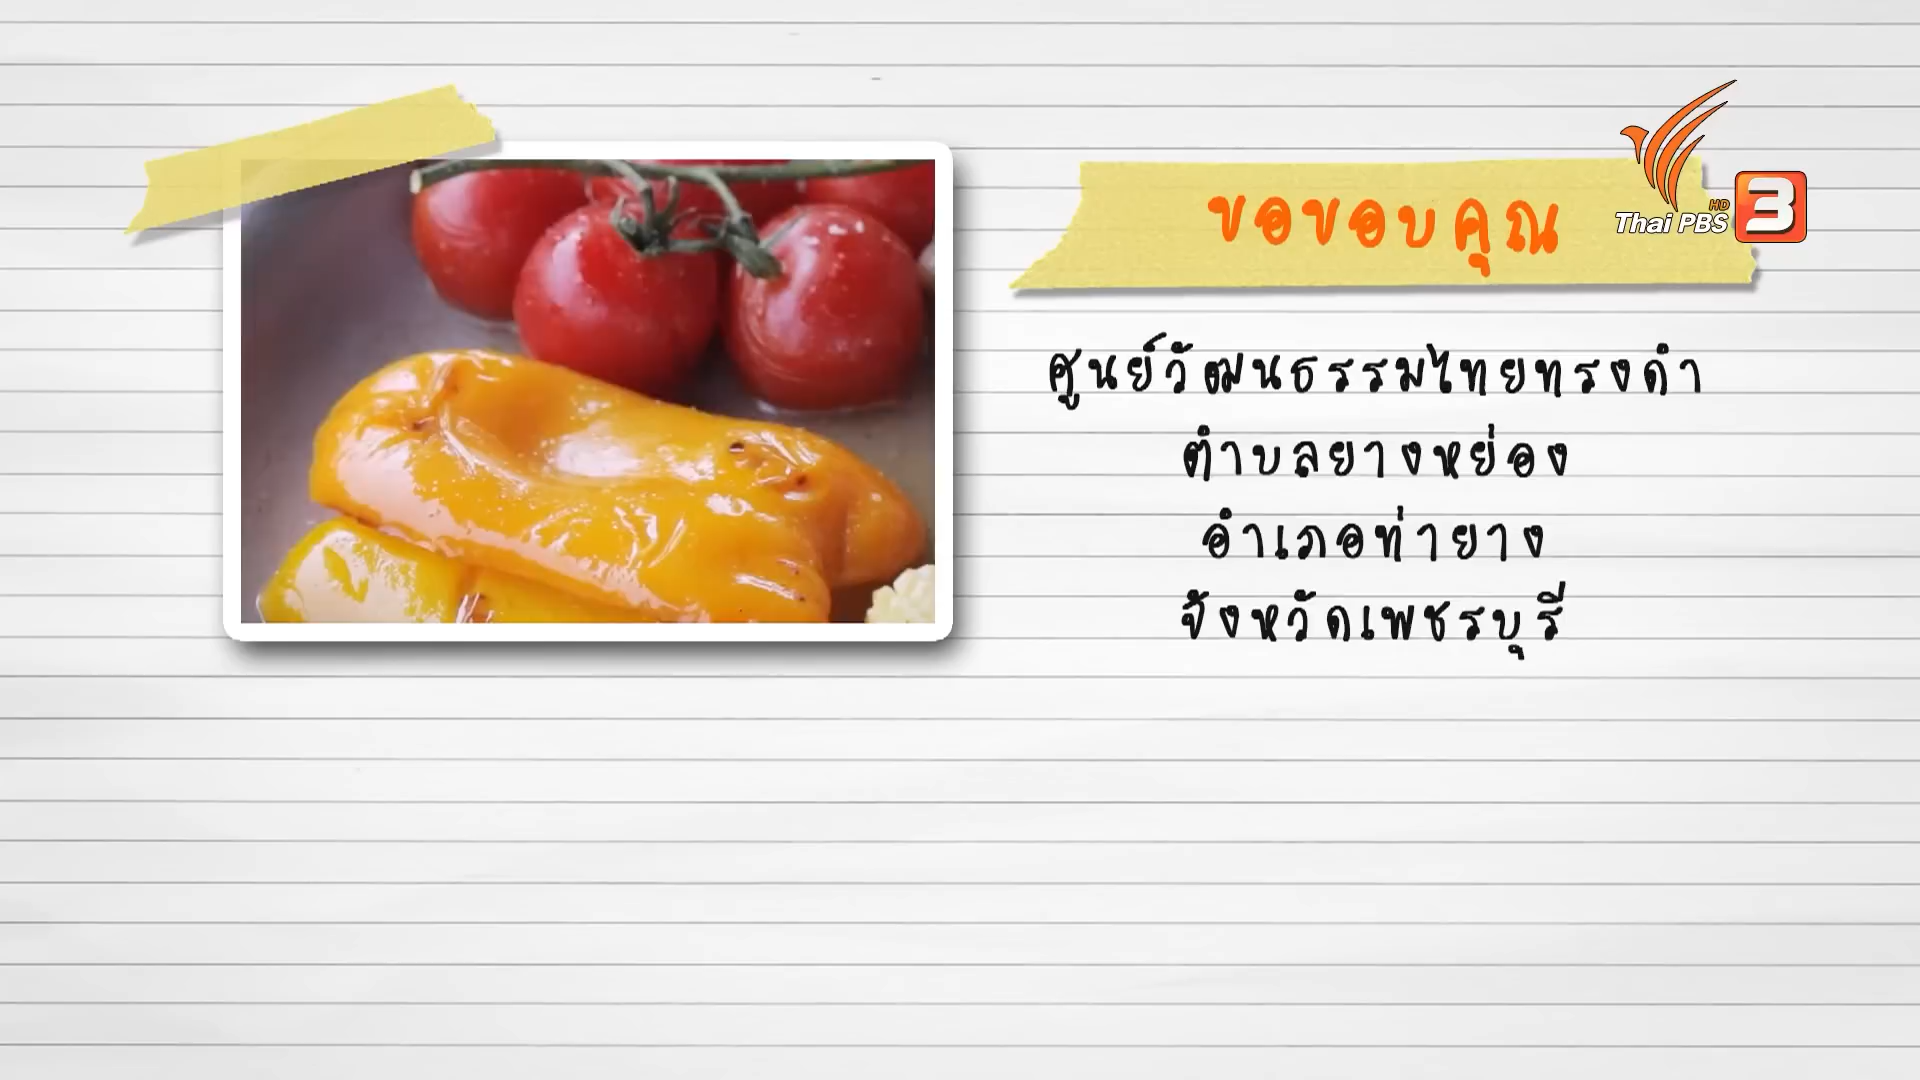 ขอขอบคุณ
HD
Thai PBS 3
ศูนย์วัฒนธรรมไทยทรงดำ
ตำบลยางหย่อง
อำเภอท่ายาง
จังหวัดเพชรบุรี